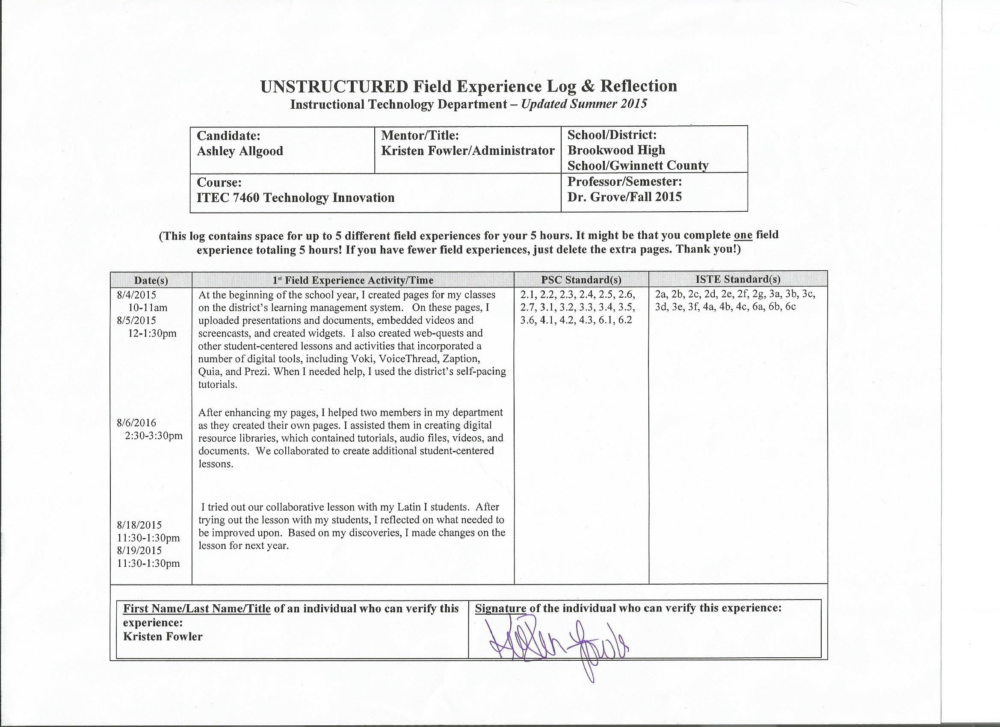 UNSTRUCTURED Field Experience Log & Reflection
Instructional Technology Department – Updated Summer 2015
Candidate:
Ashley Allgood
Mentor/Title:
Kristen Fowler/Administrator
School/District:
Brookwood High
School/Gwinnett County
Course:
ITEC 7460 Technology Innovation
Professor/Semester:
Dr. Grove/Fall 2015
(This log contains space for up to 5 different field experiences for your 5 hours. It might be that you complete one field
experience totaling 5 hours! If you have fewer field experiences, just delete the extra pages. Thank you!)
Date(s)
1st Field Experience Activity/Time
PSC Standard(s)
ISTE Standard(s)
8/4/2015
10-11am
8/5/2015
12-1:30pm
At the beginning of the school year, I created pages for my classes
on the district’s learning management system.   On these pages, I
uploaded presentations and documents, embedded videos and
screencasts, and created widgets.  I also created web-quests and
other student-centered lessons and activities that incorporated a
number of digital tools, including Voki, VoiceThread, Zaption,
Quia, and Prezi. When I needed help, I used the district’s self-pacing
tutorials.
2.1, 2.2, 2.3, 2.4, 2.5, 2.6,
2.7, 3.1, 3.2, 3.3, 3.4, 3.5,
3.6, 4.1, 4.2, 4.3, 6.1, 6.2
2a, 2b, 2c, 2d, 2e, 2f, 2g, 3a, 3b, 3c,
3d, 3e, 3f, 4a, 4b, 4c, 6a, 6b, 6c
8/6/2016
2:30-3:30pm
After enhancing my pages, I helped two members in my department
as they created their own pages. I assisted them in creating digital
resource libraries, which contained tutorials, audio files, videos, and
documents.  We collaborated to create additional student-centered
lessons.
8/18/2015
11:30-1:30pm
8/19/2015
11:30-1:30pm
I tried out our collaborative lesson with my Latin I students.  After
trying out the lesson with my students, I reflected on what needed to
be improved upon.  Based on my discoveries, I made changes on the
lesson for next year.
First Name/Last Name/Title of an individual who can verify this
experience:
Kristen Fowler
Signature of the individual who can verify this experience:
Kristen Fowler